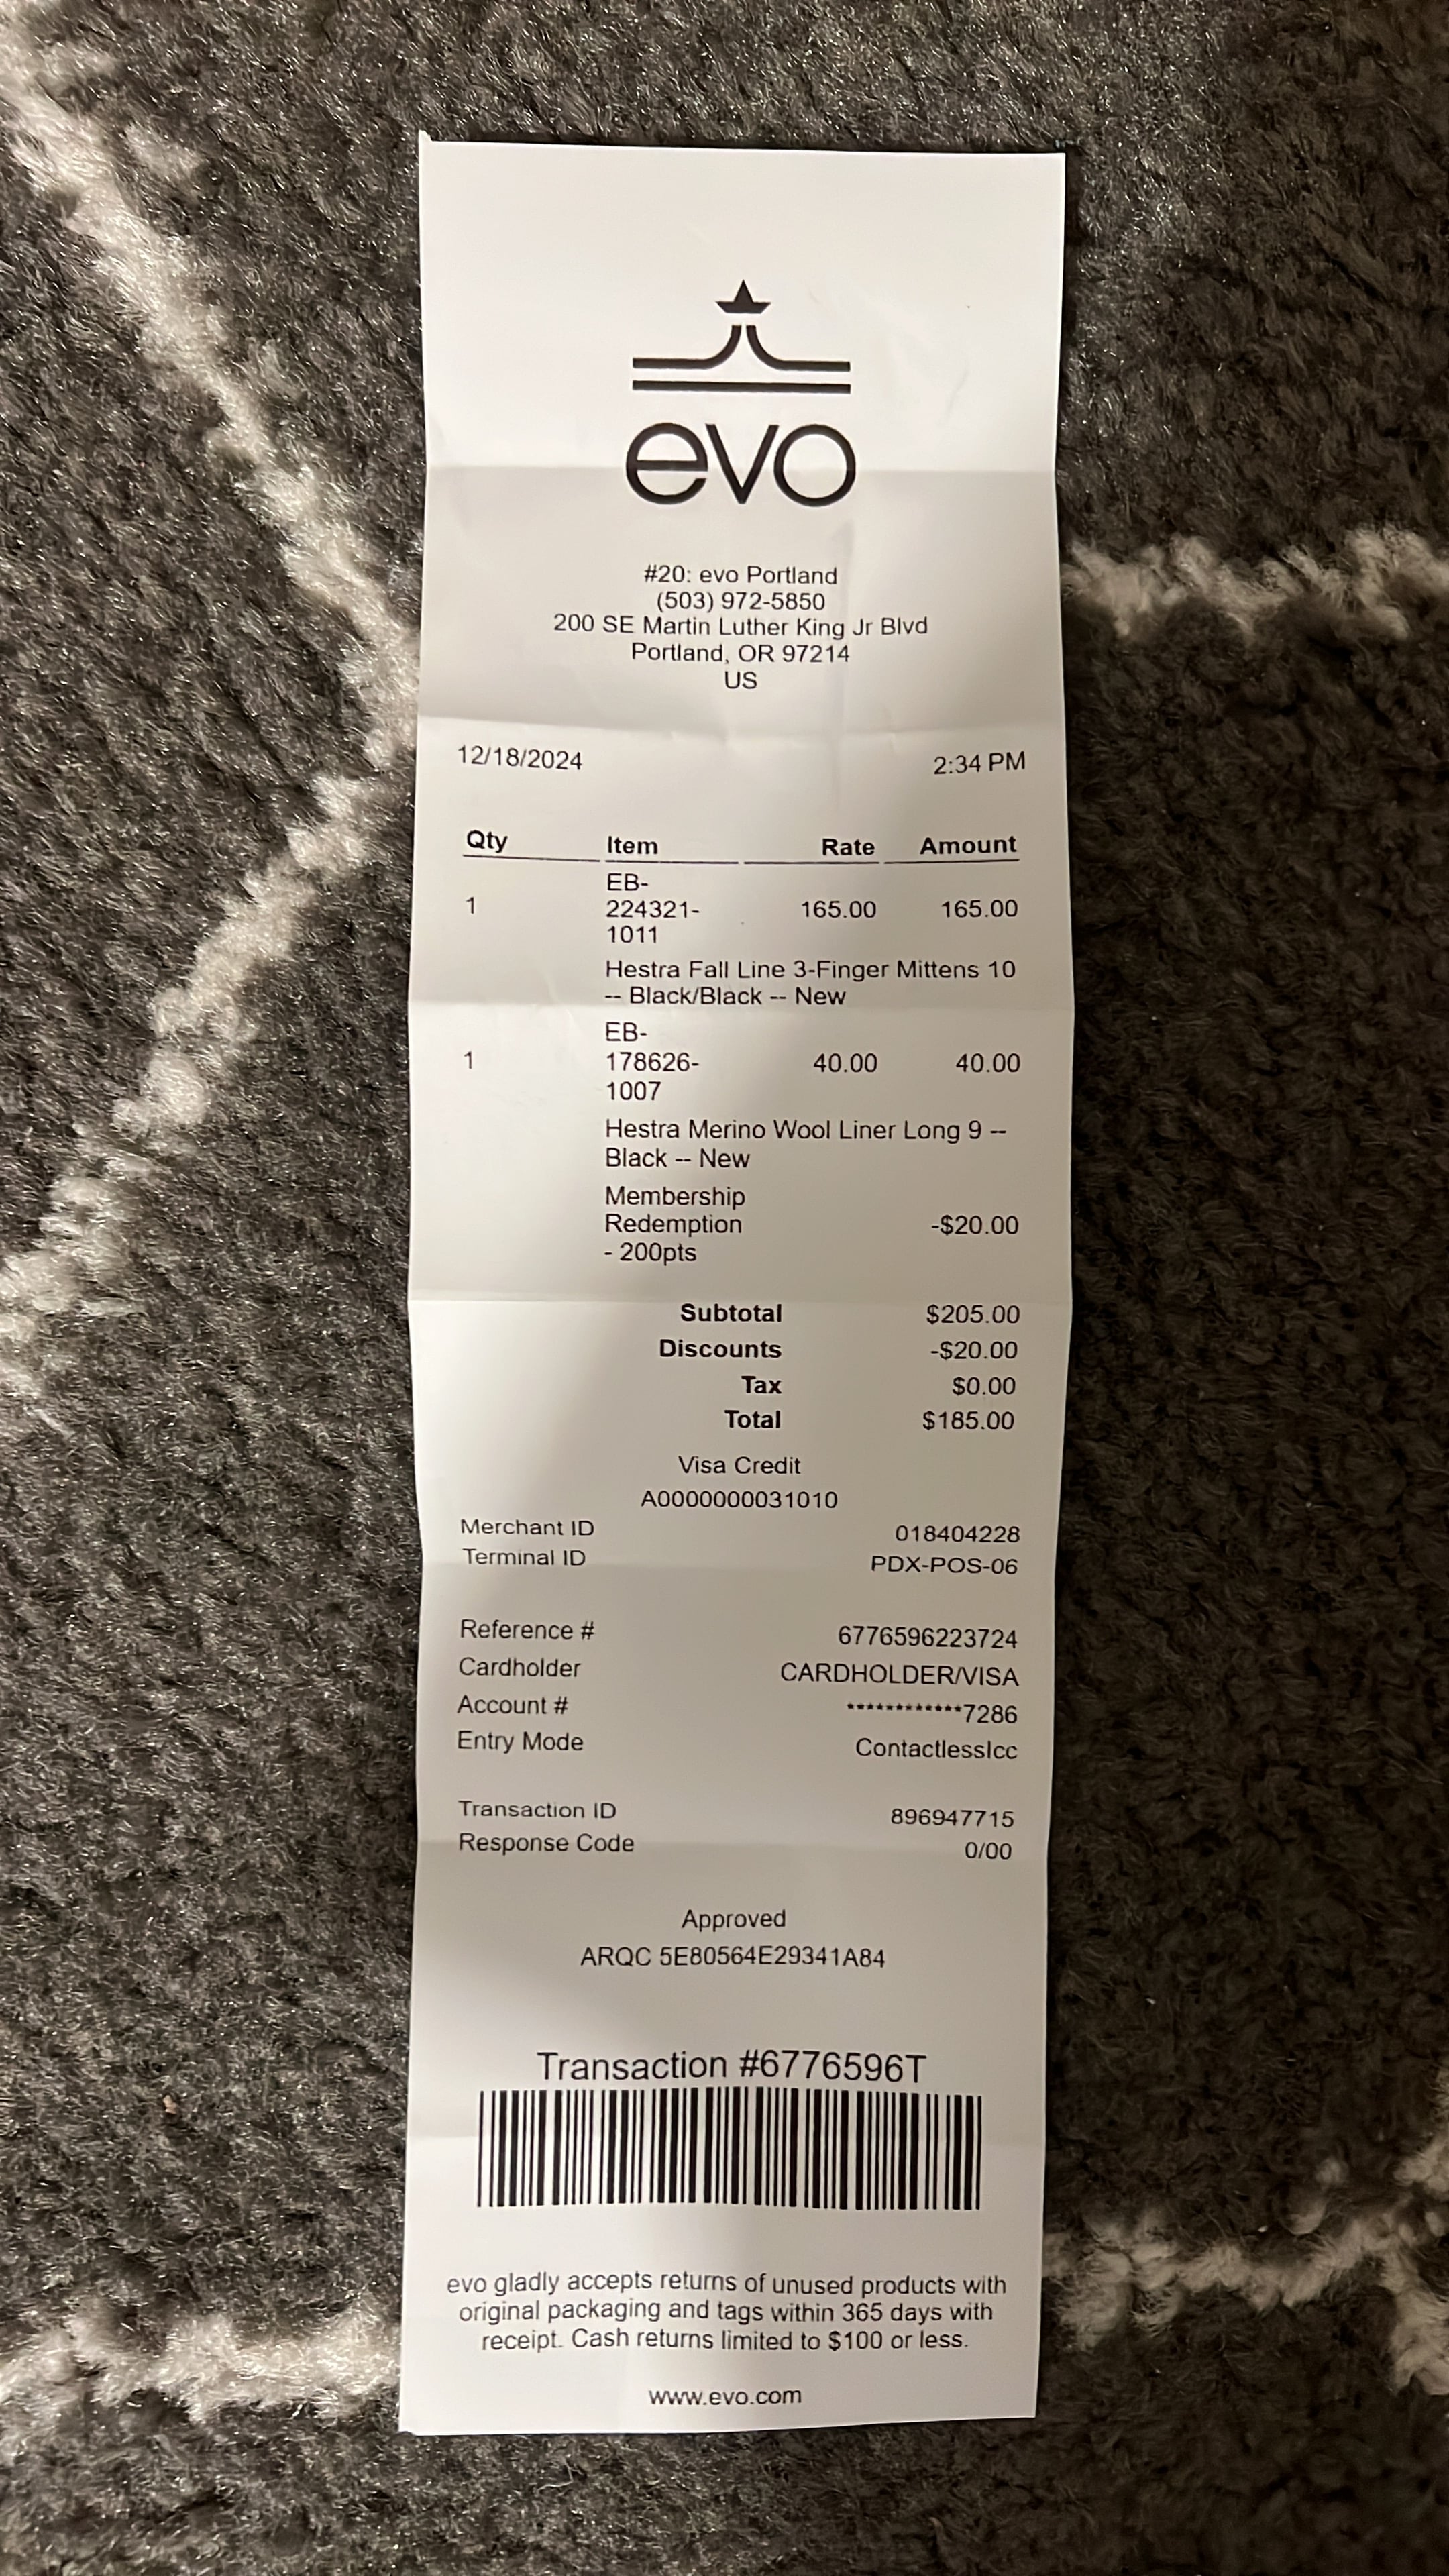 evo
#20: evo Portland
(503) 972-5850
200 SE Martin Luther King Jr Blvd
Portland, OR 97214
US
12/18/2024 2:34 PM
Qty Item Rate Amount
EB-
1 224321- 165.00 165.00
1011
Hestra Fall Line 3-Finger Mittens 10
-- Black/Black -- New
EB-
1 178626- 40.00 40.00
1007
Hestra Merino Wool Liner Long 9 --
Black -- New
Membership
Redemption -$20.00
- 200pts
Subtotal $205.00
Discounts -$20.00
Tax $0.00
Total $185.00
Visa Credit
A0000000031010
Merchant ID 018404228
Terminal ID PDX-POS-06
Reference # 6776596223724
Cardholder CARDHOLDER/VISA
Account # ************7286
Entry Mode ContactlessIcc
Transaction ID 896947715
Response Code 0/00
Approved
ARQC 5E80564E29341A84
Transaction #6776596T
evo gladly accepts returns of unused products with
original packaging and tags within 365 days with
receipt. Cash returns limited to $100 or less.
www.evo.com